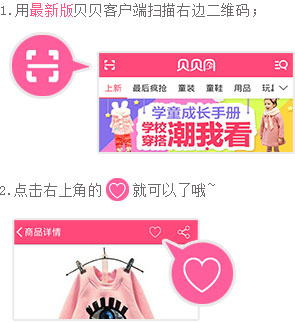 1.用最新版贝贝客户端扫描右边二维码；
贝贝
上新 最后疯抢 童装 童鞋 用品 玩
学童成长手册
学校穿搭 潮我看
2.点击右上角的 就可以了哦~
商品详情